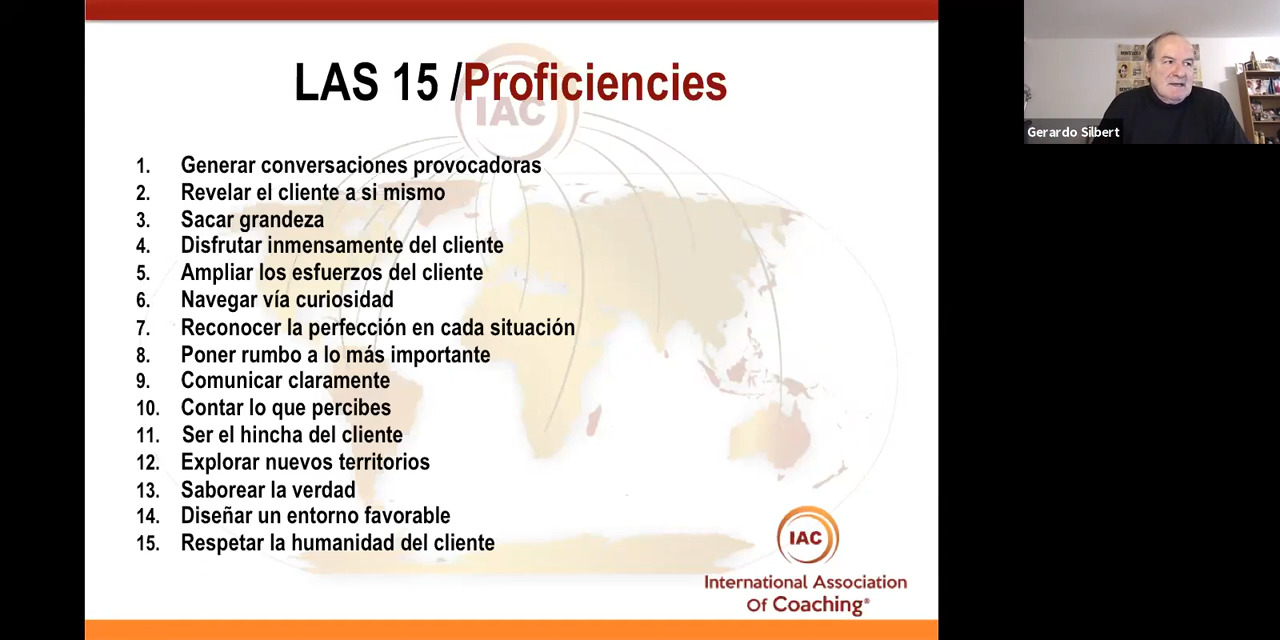 LAS 15 /Proficiencies
IAC
1. Generar conversaciones provocadoras
2. Revelar el cliente a si mismo
3. Sacar grandeza
4. Disfrutar inmensamente del cliente
5. Ampliar los esfuerzos del cliente
6. Navegar vía curiosidad
7. Reconocer la perfección en cada situación
8. Poner rumbo a lo más importante
9. Comunicar claramente
10. Contar lo que percibes
11. Ser el hincha del cliente
12. Explorar nuevos territorios
13. Saborear la verdad
14. Diseñar un entorno favorable
15. Respetar la humanidad del cliente
IAC
International Association
Of Coaching®
Gerardo Silbert